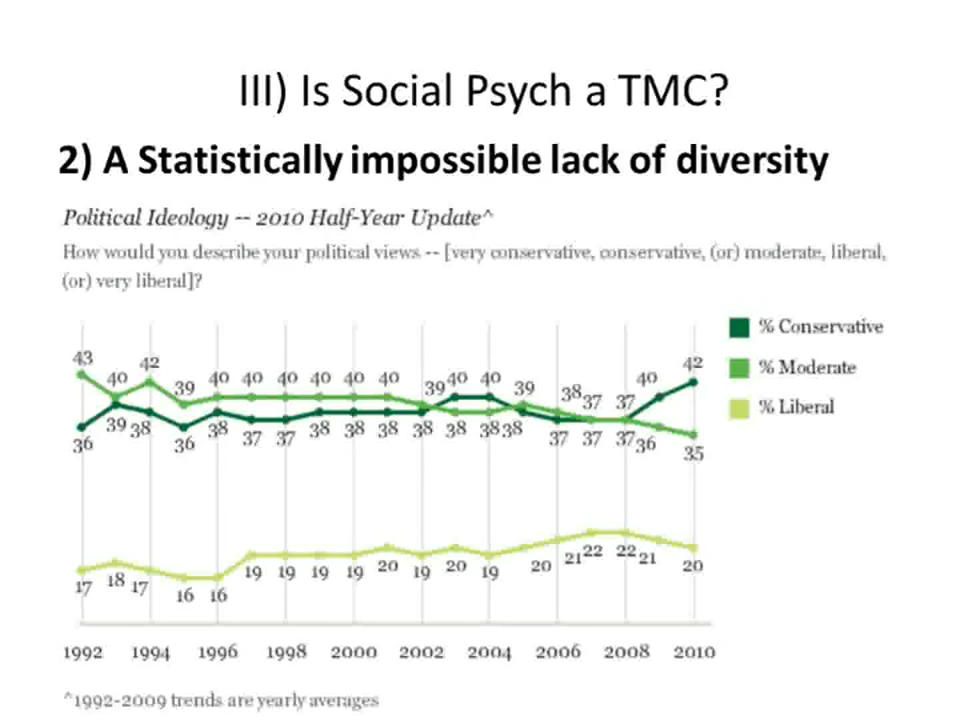 III) Is Social Psych a TMC?
2) A Statistically impossible lack of diversity
Political Ideology -- 2010 Half-Year Update^
How would you describe your political views -- [very conservative, conservative, (or) moderate, liberal,
(or) very liberal]?
% Conservative
% Moderate
% Liberal
43 40 42 39 40 40 40 40 40 40 39 40 40 39 38 37 37 40 42
36 39 38 36 38 37 37 38 38 38 38 38 38 38 37 37 37 36 35
17 18 17 16 16 19 19 19 19 20 19 20 19 20 21 22 22 21 20
1992 1994 1996 1998 2000 2002 2004 2006 2008 2010
^1992-2009 trends are yearly averages